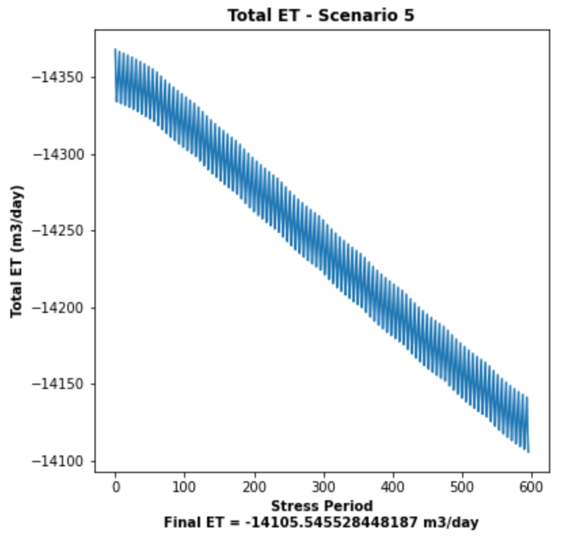 Total ET - Scenario 5
Total ET (m3/day)
−14350
−14300
−14250
−14200
−14150
−14100
0 100 200 300 400 500 600
Stress Period
Final ET = -14105.545528448187 m3/day